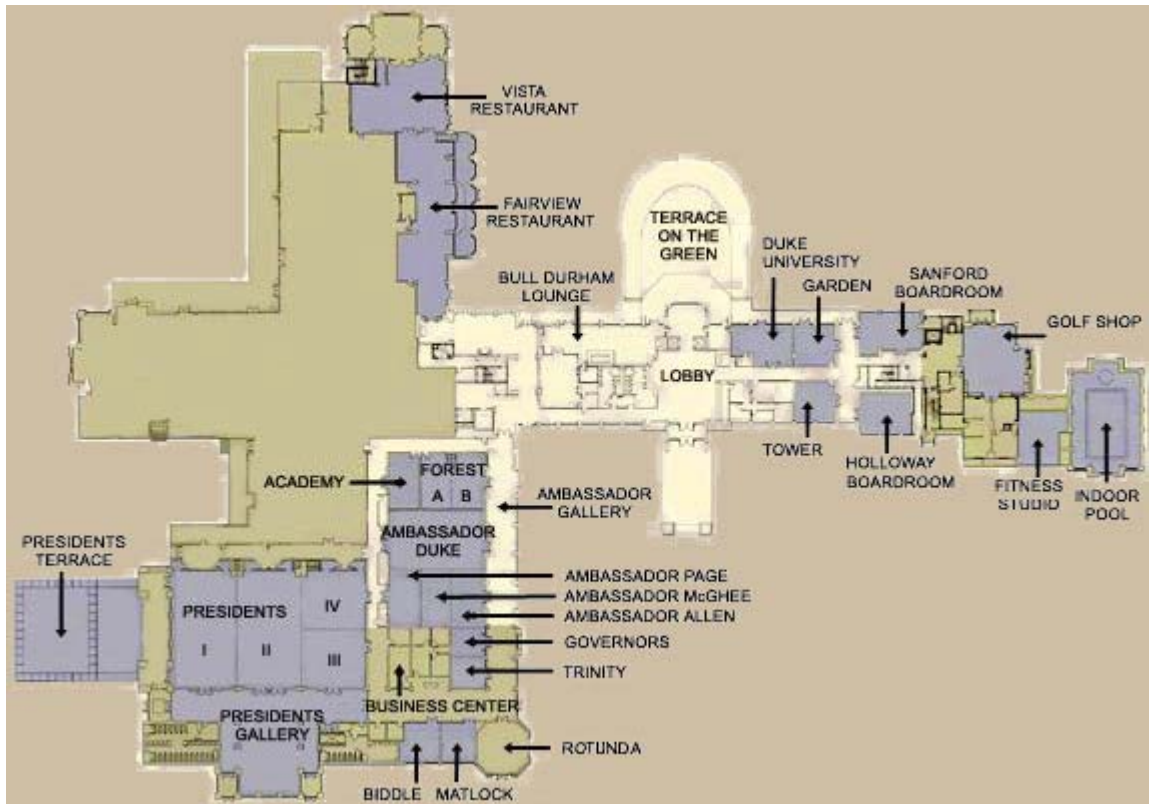 VISTA
RESTAURANT
FAIRVIEW
RESTAURANT
TERRACE
ON THE
GREEN
DUKE
UNIVERSITY
BULL DURHAM
LOUNGE
GARDEN
SANFORD
BOARDROOM
GOLF SHOP
LOBBY
TOWER
HOLLOWAY
BOARDROOM
FITNESS
STUDIO
INDOOR
POOL
ACADEMY
FOREST
A B
AMBASSADOR
GALLERY
AMBASSADOR
DUKE
PRESIDENTS
TERRACE
AMBASSADOR PAGE
AMBASSADOR McGHEE
AMBASSADOR ALLEN
PRESIDENTS
IV
I II III
GOVERNORS
TRINITY
BUSINESS CENTER
PRESIDENTS
GALLERY
ROTUNDA
BIDDLE
MATLOCK